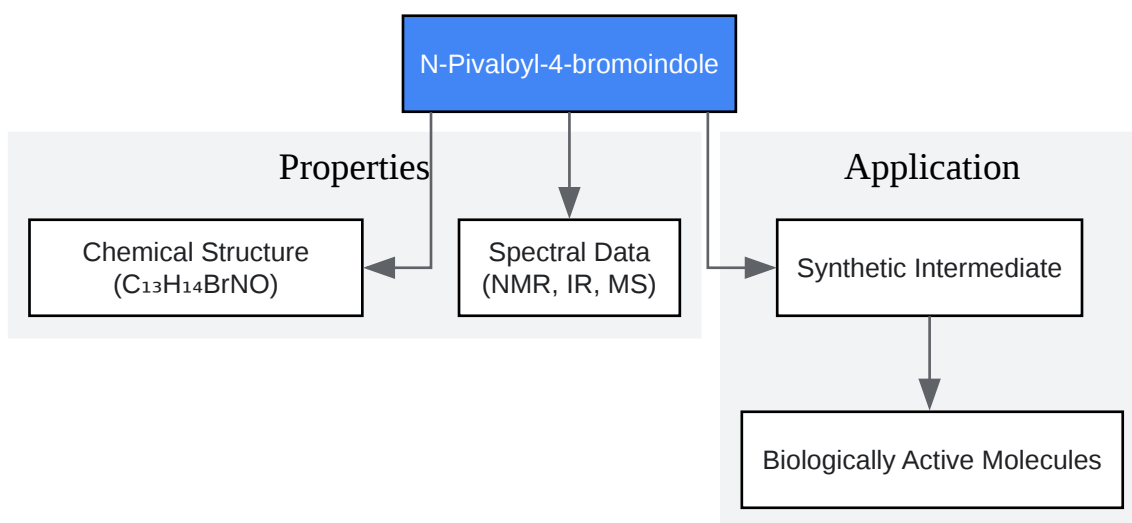 N-Pivaloyl-4-bromoindole
Properties
Application
Chemical Structure
(C₁₃H₁₄BrNO)
Spectral Data
(NMR, IR, MS)
Synthetic Intermediate
Biologically Active Molecules